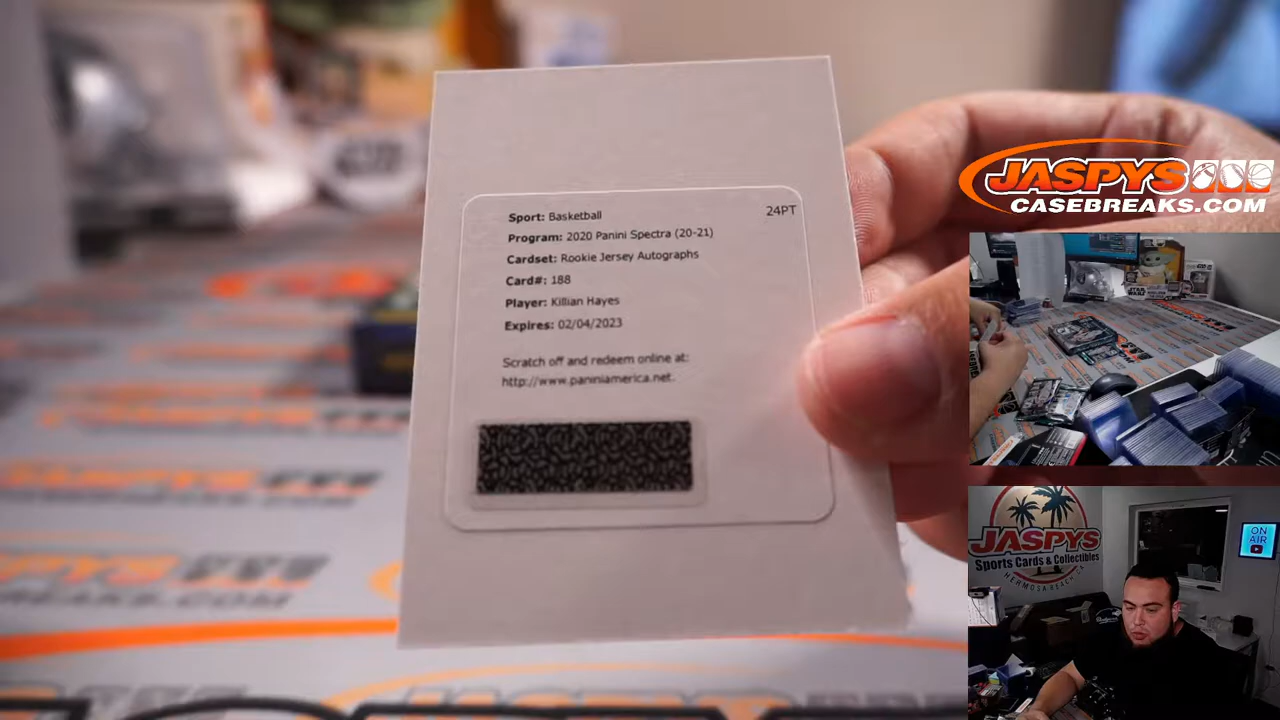 24PT
Sport: Basketball
Program: 2020 Panini Spectra (20-21)
Cardset: Rookie Jersey Autographs
Card#: 188
Player: Killian Hayes
Expires: 02/04/2023
Scratch off and redeem online at:
http://www.paniniamerica.net.
JASPYS
CASEBREAKS.COM
JASPYS
Sports Cards & Collectibles
HERMOSA BEACH
ON
AIR